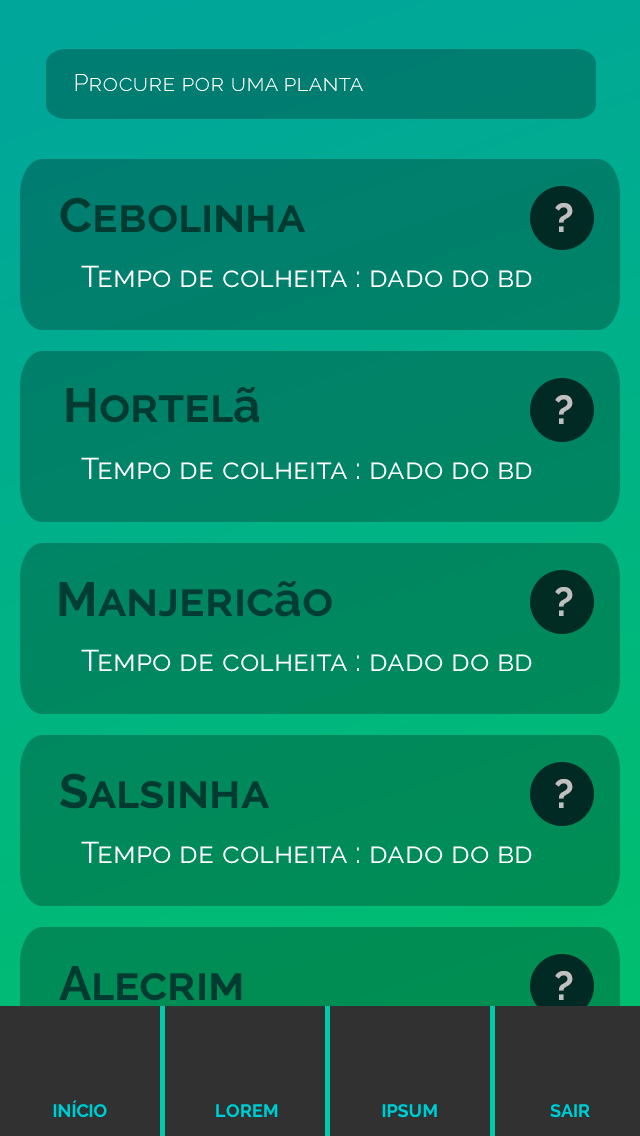 Procure por uma planta
Cebolinha
?
Tempo de colheita : dado do bd
Hortelã
?
Tempo de colheita : dado do bd
Manjericão
?
Tempo de colheita : dado do bd
Salsinha
?
Tempo de colheita : dado do bd
Alecrim
?
INÍCIO
LOREM
IPSUM
SAIR